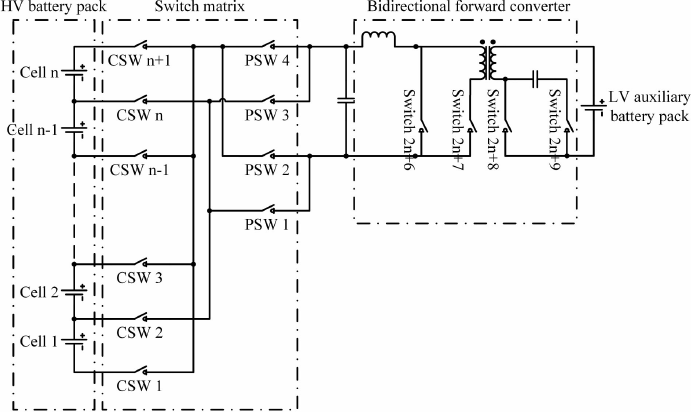 HV battery pack
Switch matrix
Bidirectional forward converter
Cell n
CSW n+1
PSW 4
Cell n-1
CSW n
PSW 3
CSW n-1
PSW 2
PSW 1
Switch 2n+6
Switch 2n+7
Switch 2n+8
Switch 2n+9
LV auxiliary
battery pack
Cell 2
CSW 3
Cell 1
CSW 2
CSW 1